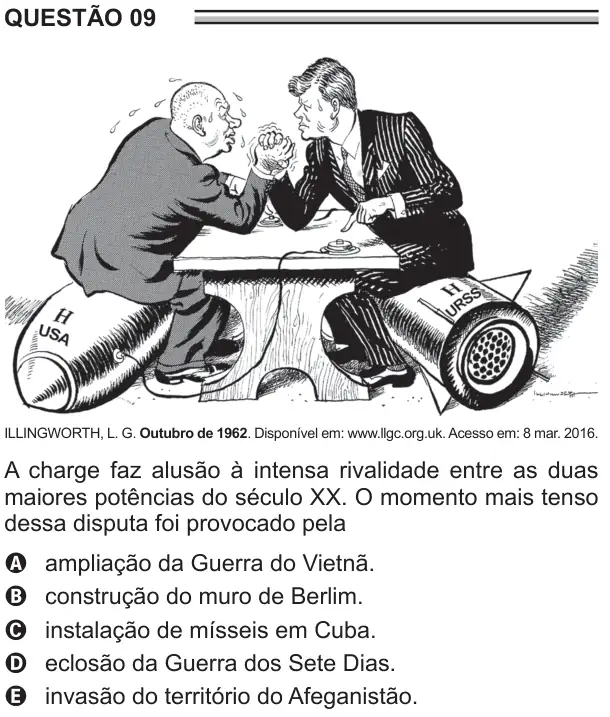 QUESTÃO 09
H
USA
H
URSS
ILLINGWORTH, L. G. Outubro de 1962. Disponível em: www.llgc.org.uk. Acesso em: 8 mar. 2016.
A charge faz alusão à intensa rivalidade entre as duas
maiores potências do século XX. O momento mais tenso
dessa disputa foi provocado pela
A ampliação da Guerra do Vietnã.
B construção do muro de Berlim.
C instalação de mísseis em Cuba.
D eclosão da Guerra dos Sete Dias.
E invasão do território do Afeganistão.